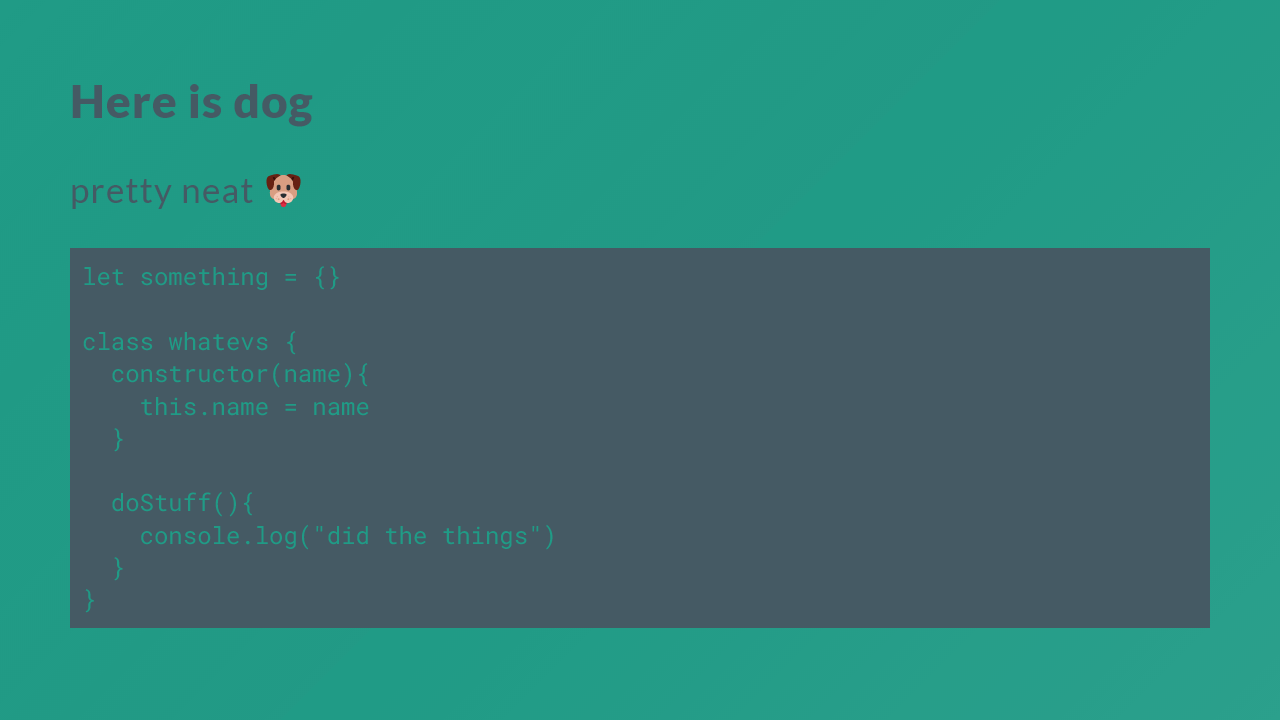 Here is dog
pretty neat 🐶
let something = {}
class whatevs {
  constructor(name){
    this.name = name
  }
  doStuff(){
    console.log("did the things")
  }
}